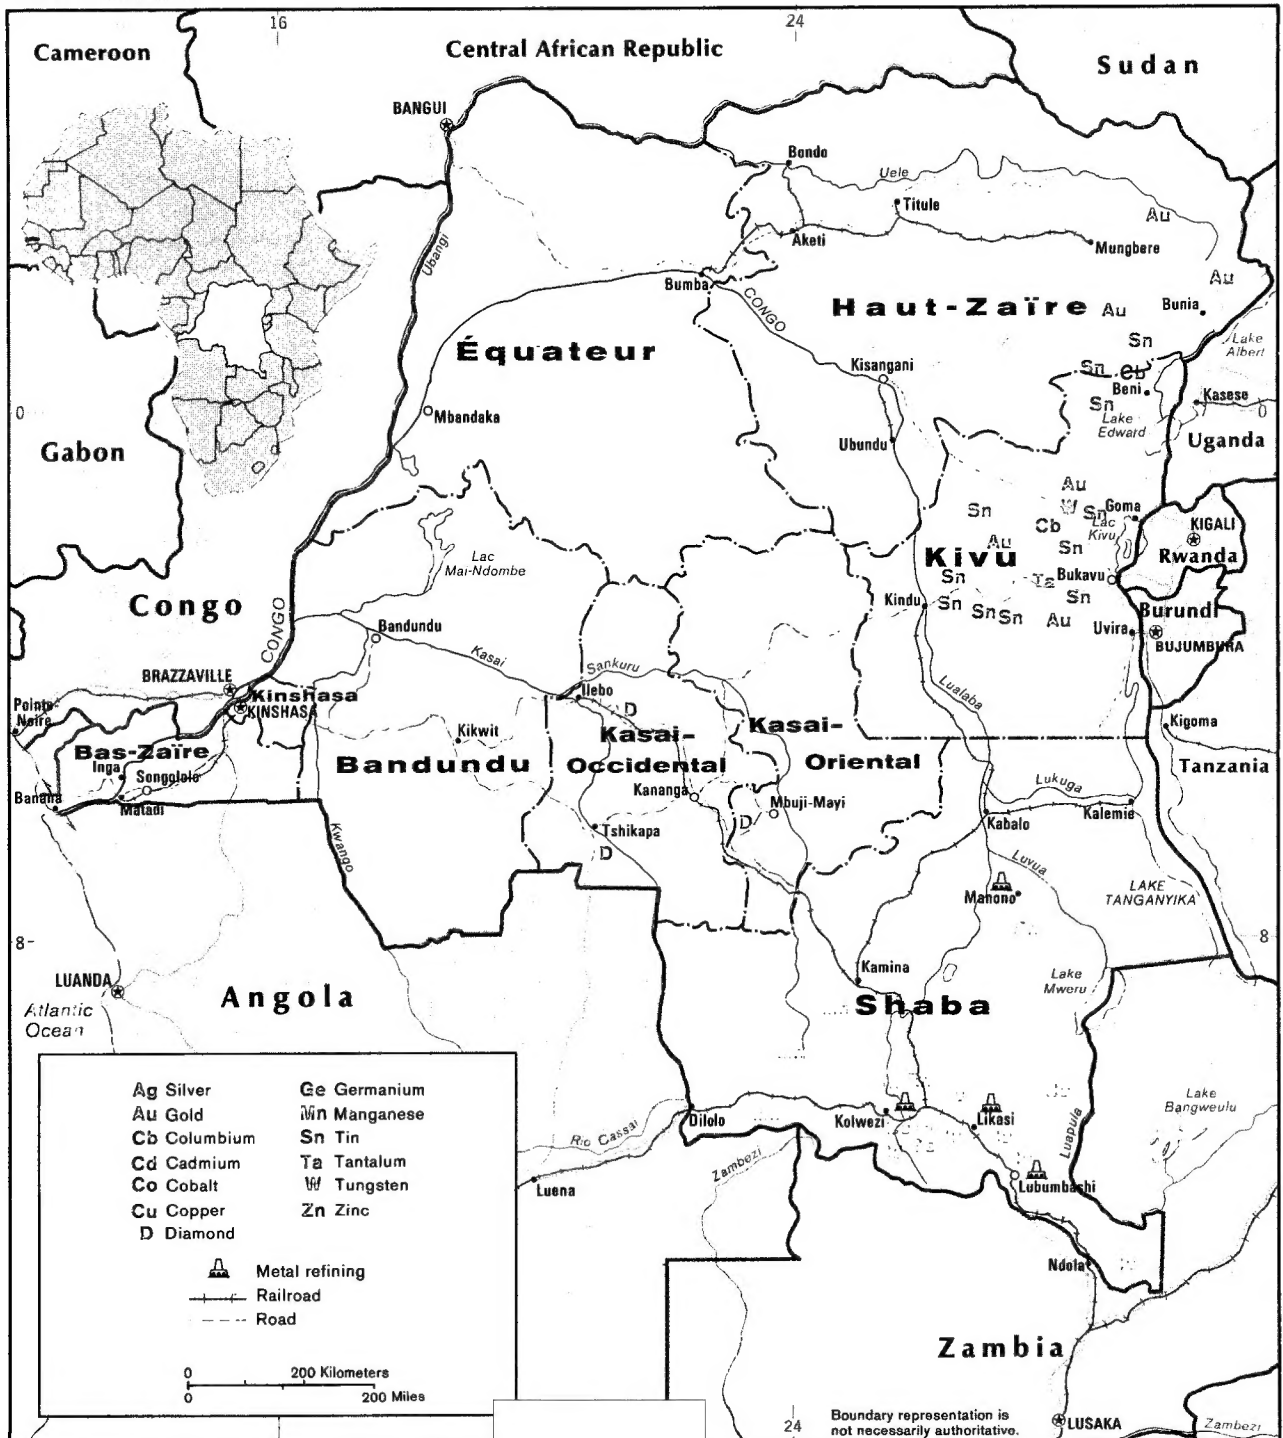 16
24
Cameroon
Central African Republic
Sudan
BANGUI
Bondo
Uele
Titule
Au
Aketi
Mungbere
Ubangi
Bumba
Au
CONGO
Haut-Zaïre
Au
Bunia
Équateur
Sn
Lake
Albert
Kisangani
Sn
Cb
Beni
Kasese
0
Mbandaka
Sn
0
Lake
Edward
Gabon
Ubundu
Uganda
Au
Sn
W
Sn
Goma
Cb
Lac
Kivu
KIGALI
Au
Sn
Kivu
Rwanda
Lac
Mai-Ndombe
Sn
Ta
Bukavu
Congo
Kindu
Sn
Sn
Sn
Sn
Au
Burundi
CONGO
Bandundu
Uvira
BUJUMBURA
Kasai
Sankuru
BRAZZAVILLE
Kinshasa
KINSHASA
Ilebo
Lualaba
Pointe-
Noire
D
Kigoma
Kikwit
Kasai-
Occidental
Kasai-
Oriental
Bas-Zaïre
Bandundu
Tanzania
Inga
Songololo
Kananga
Mbuji-Mayi
Lukuga
Banana
Matadi
Kabalo
Kalemie
Kwango
Tshikapa
D
D
Luvua
Manono
LAKE
TANGANYIKA
8
8
LUANDA
Angola
Kamina
Lake
Mweru
Atlantic
Ocean
Shaba
Ag Silver
Au Gold
Cb Columbium
Cd Cadmium
Co Cobalt
Cu Copper
D Diamond
Ge Germanium
Mn Manganese
Sn Tin
Ta Tantalum
W Tungsten
Zn Zinc
Metal refining
Railroad
Road
0 200 Kilometers
0 200 Miles
Rio Cassai
Dilolo
Kolwezi
Likasi
Luapula
Lake
Bangweulu
Luena
Zambezi
Lubumbashi
Ndola
Zambia
24
Boundary representation is
not necessarily authoritative.
LUSAKA
Zambezi